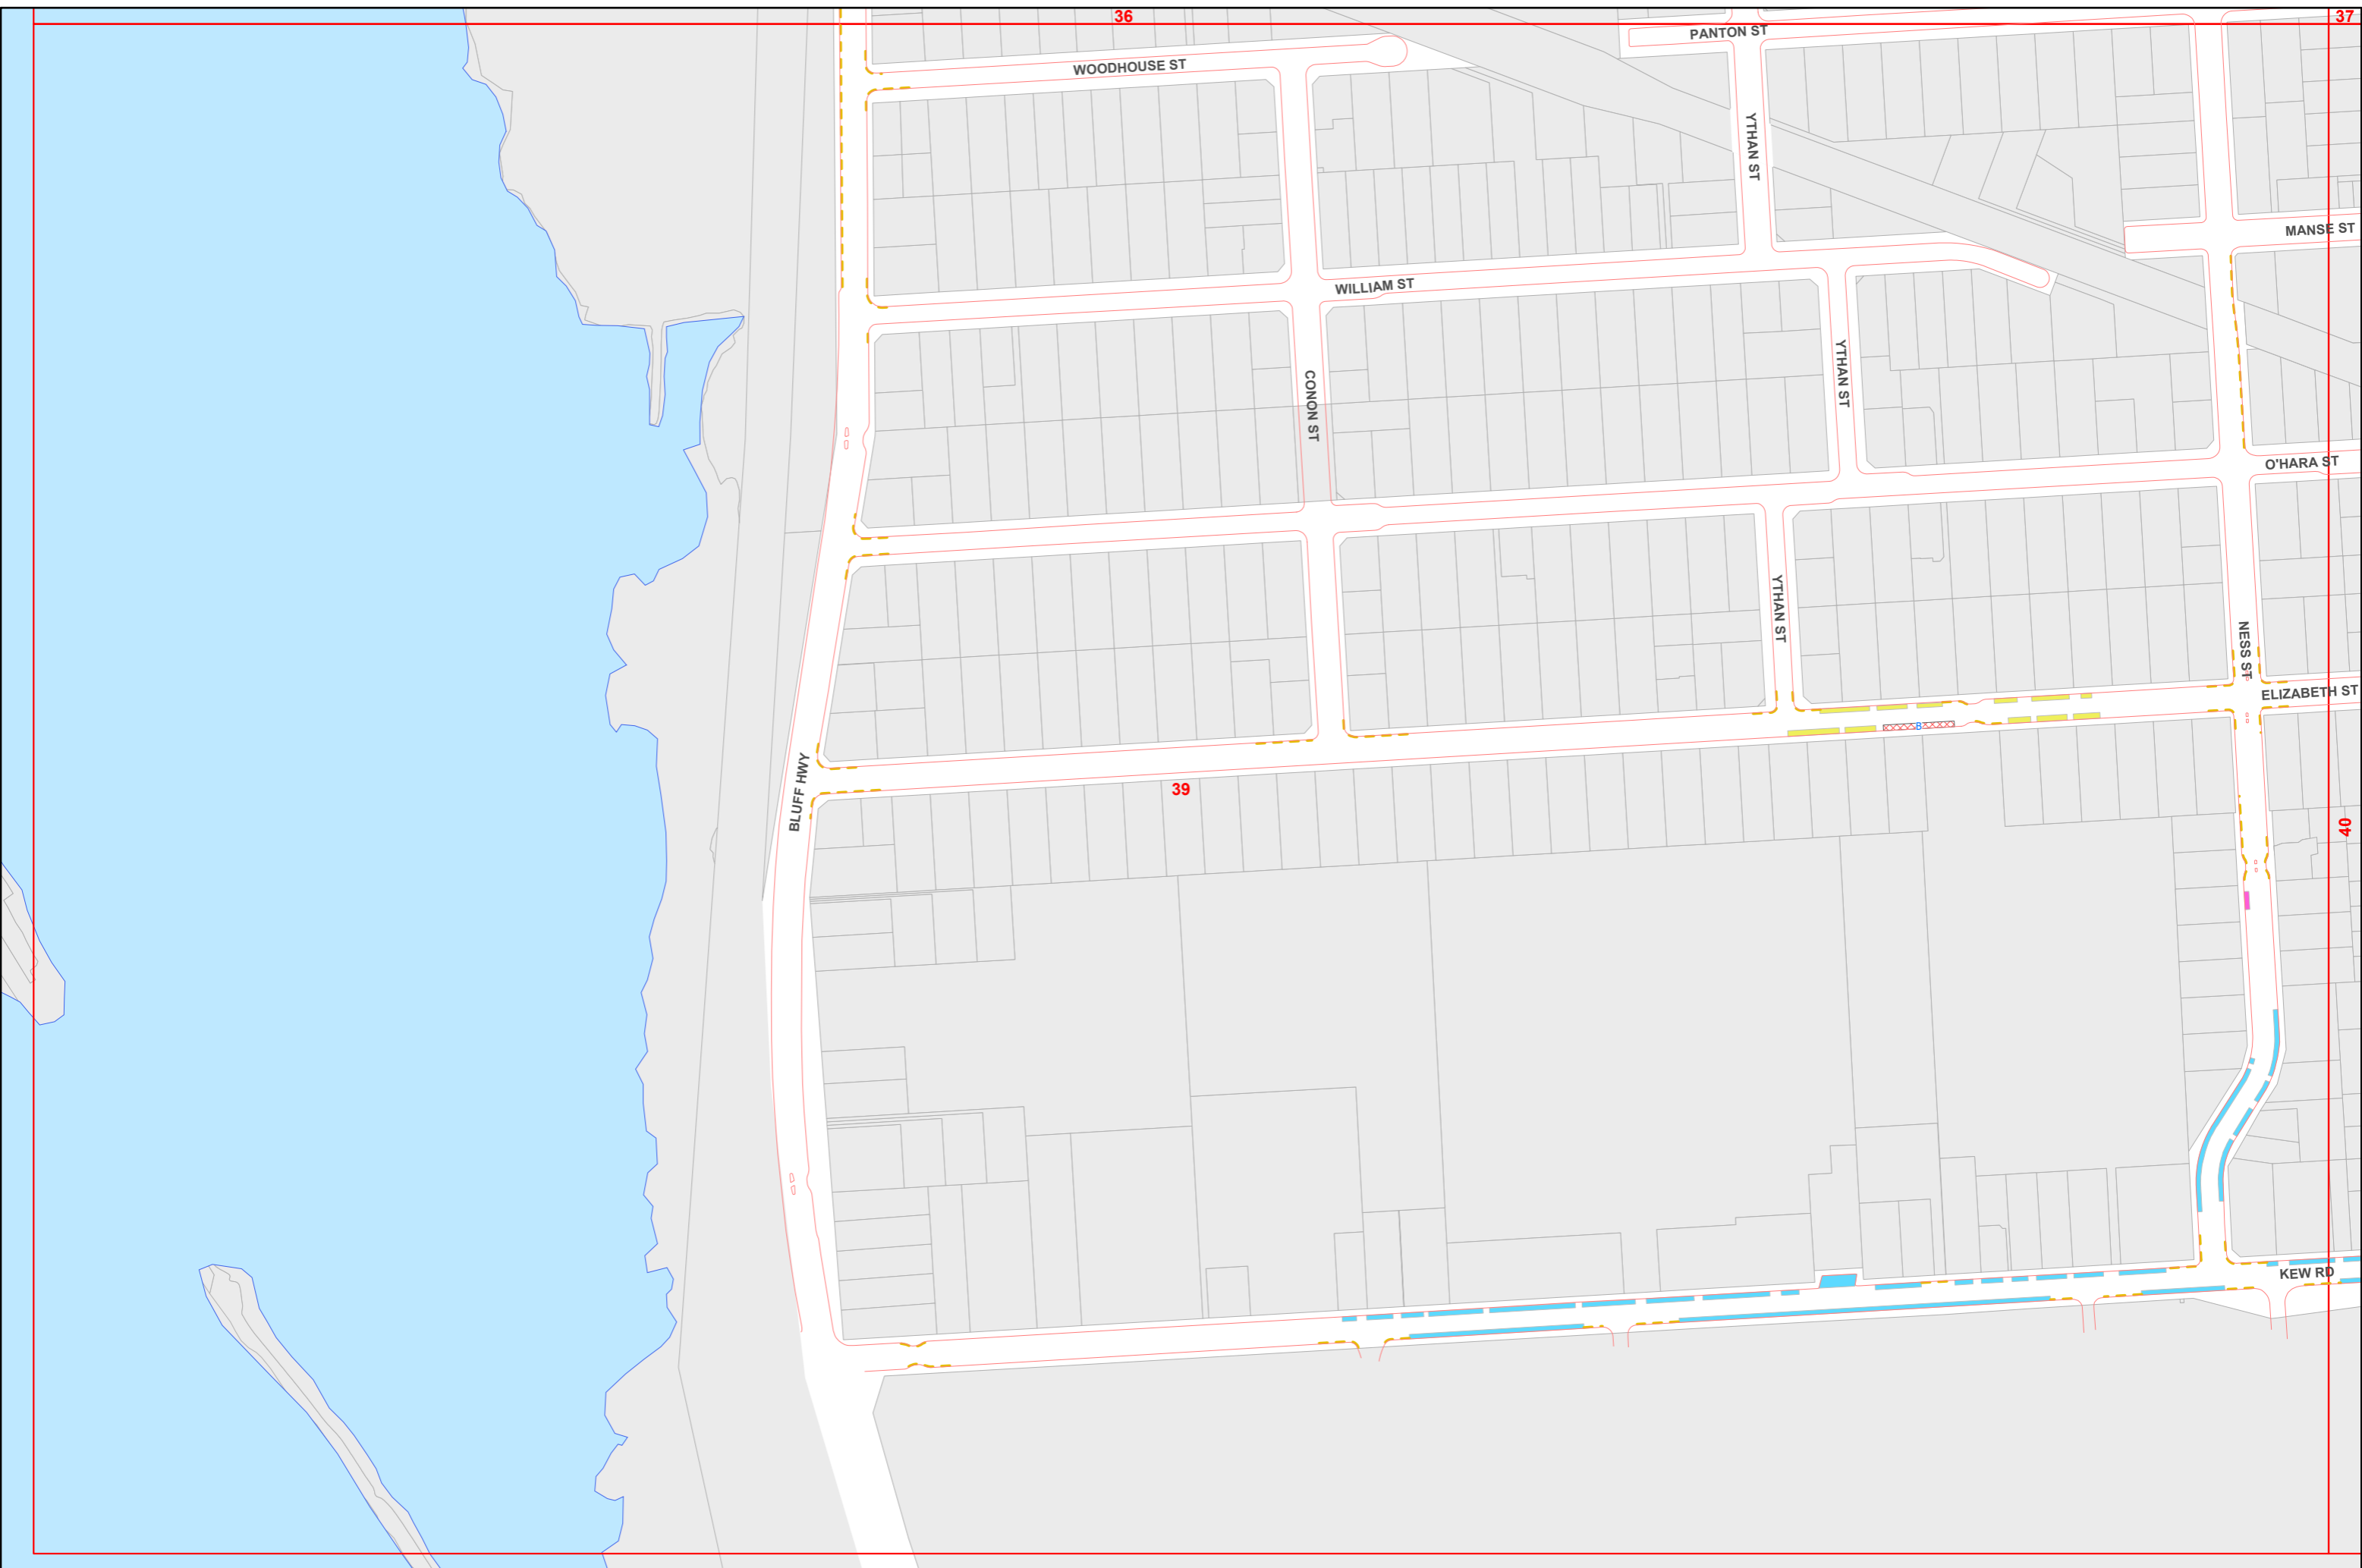 36
37
PANTON ST
WOODHOUSE ST
YTHAN ST
MANSE ST
WILLIAM ST
YTHAN ST
CONON ST
O'HARA ST
YTHAN ST
NESS ST
ELIZABETH ST
B
BLUFF HWY
39
40
KEW RD